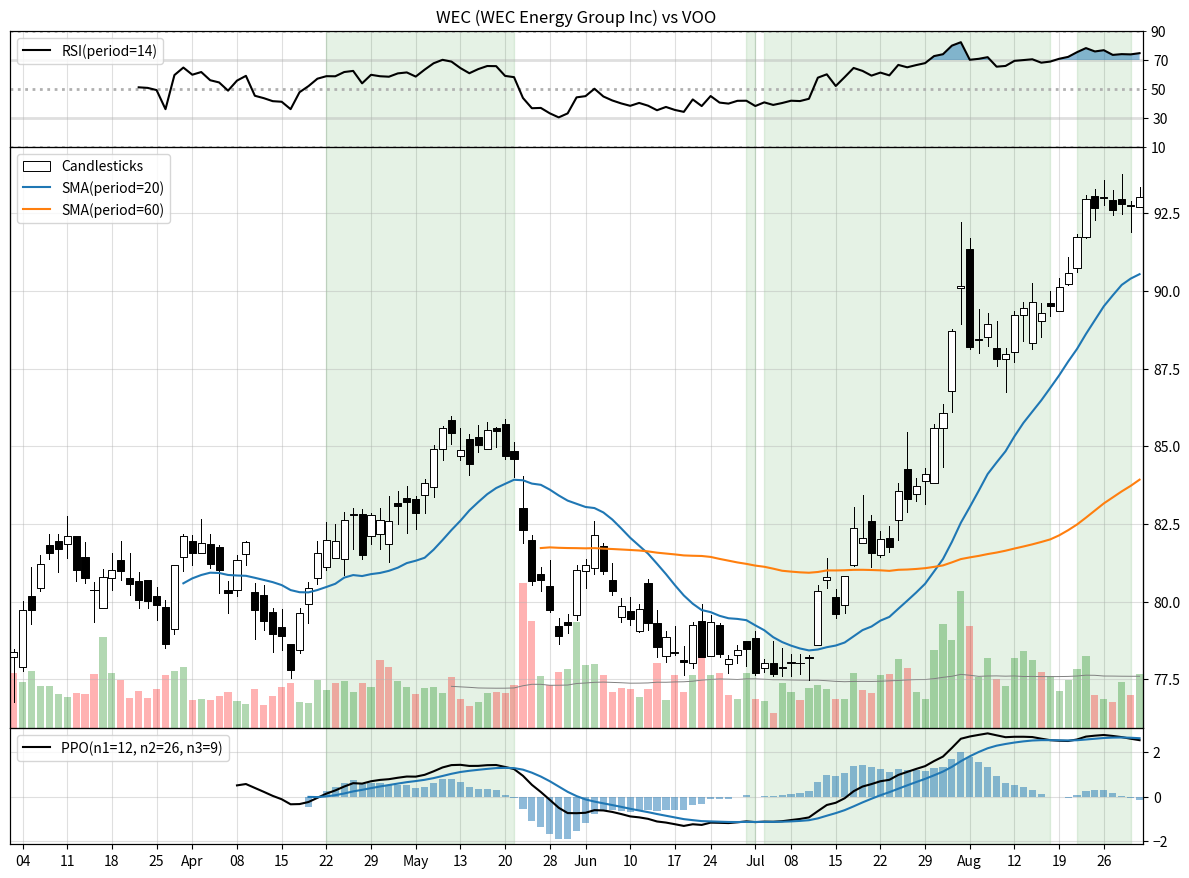 WEC (WEC Energy Group Inc) vs VOO
RSI(period=14)
90
70
50
30
10
Candlesticks
SMA(period=20)
SMA(period=60)
92.5
90.0
87.5
85.0
82.5
80.0
77.5
PPO(n1=12, n2=26, n3=9)
2
0
−2
04 11 18 25 Apr 08 15 22 29 May 13 20 28 Jun 10 17 24 Jul 08 15 22 29 Aug 12 19 26